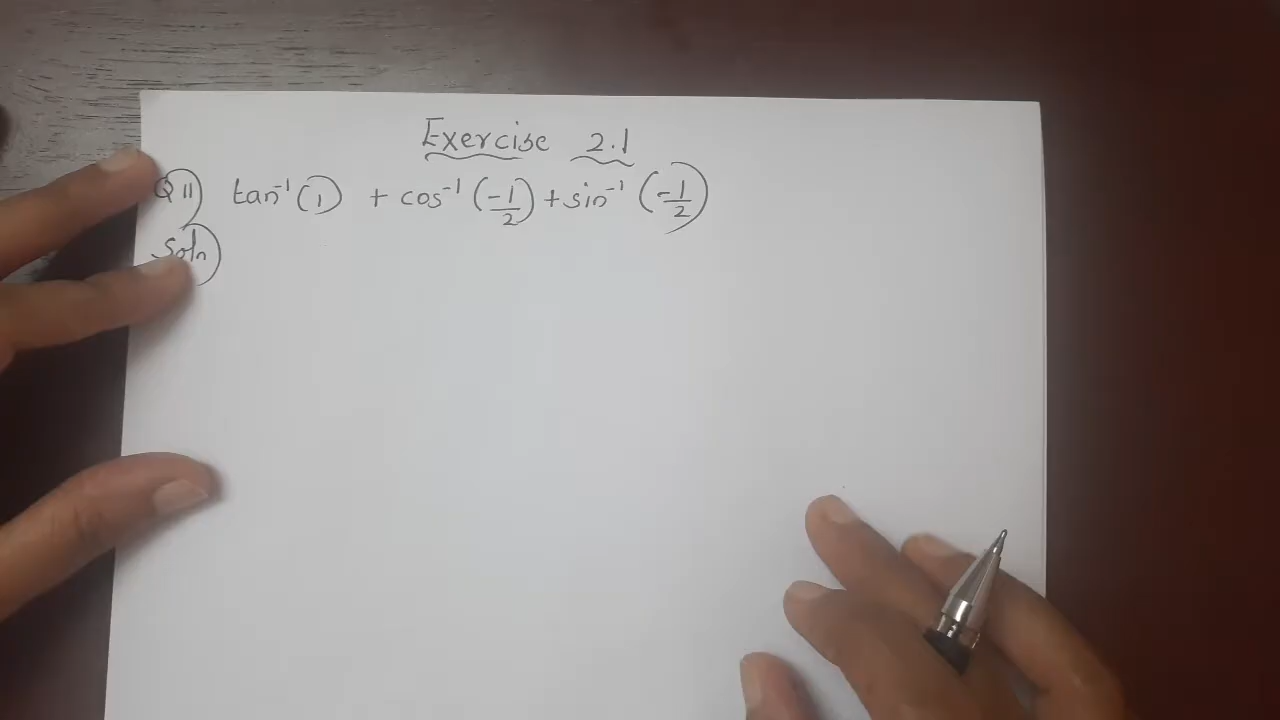 Exercise 2.1
Q11) tan⁻¹(1) + cos⁻¹(-1/2) + sin⁻¹(-1/2)
Soln)